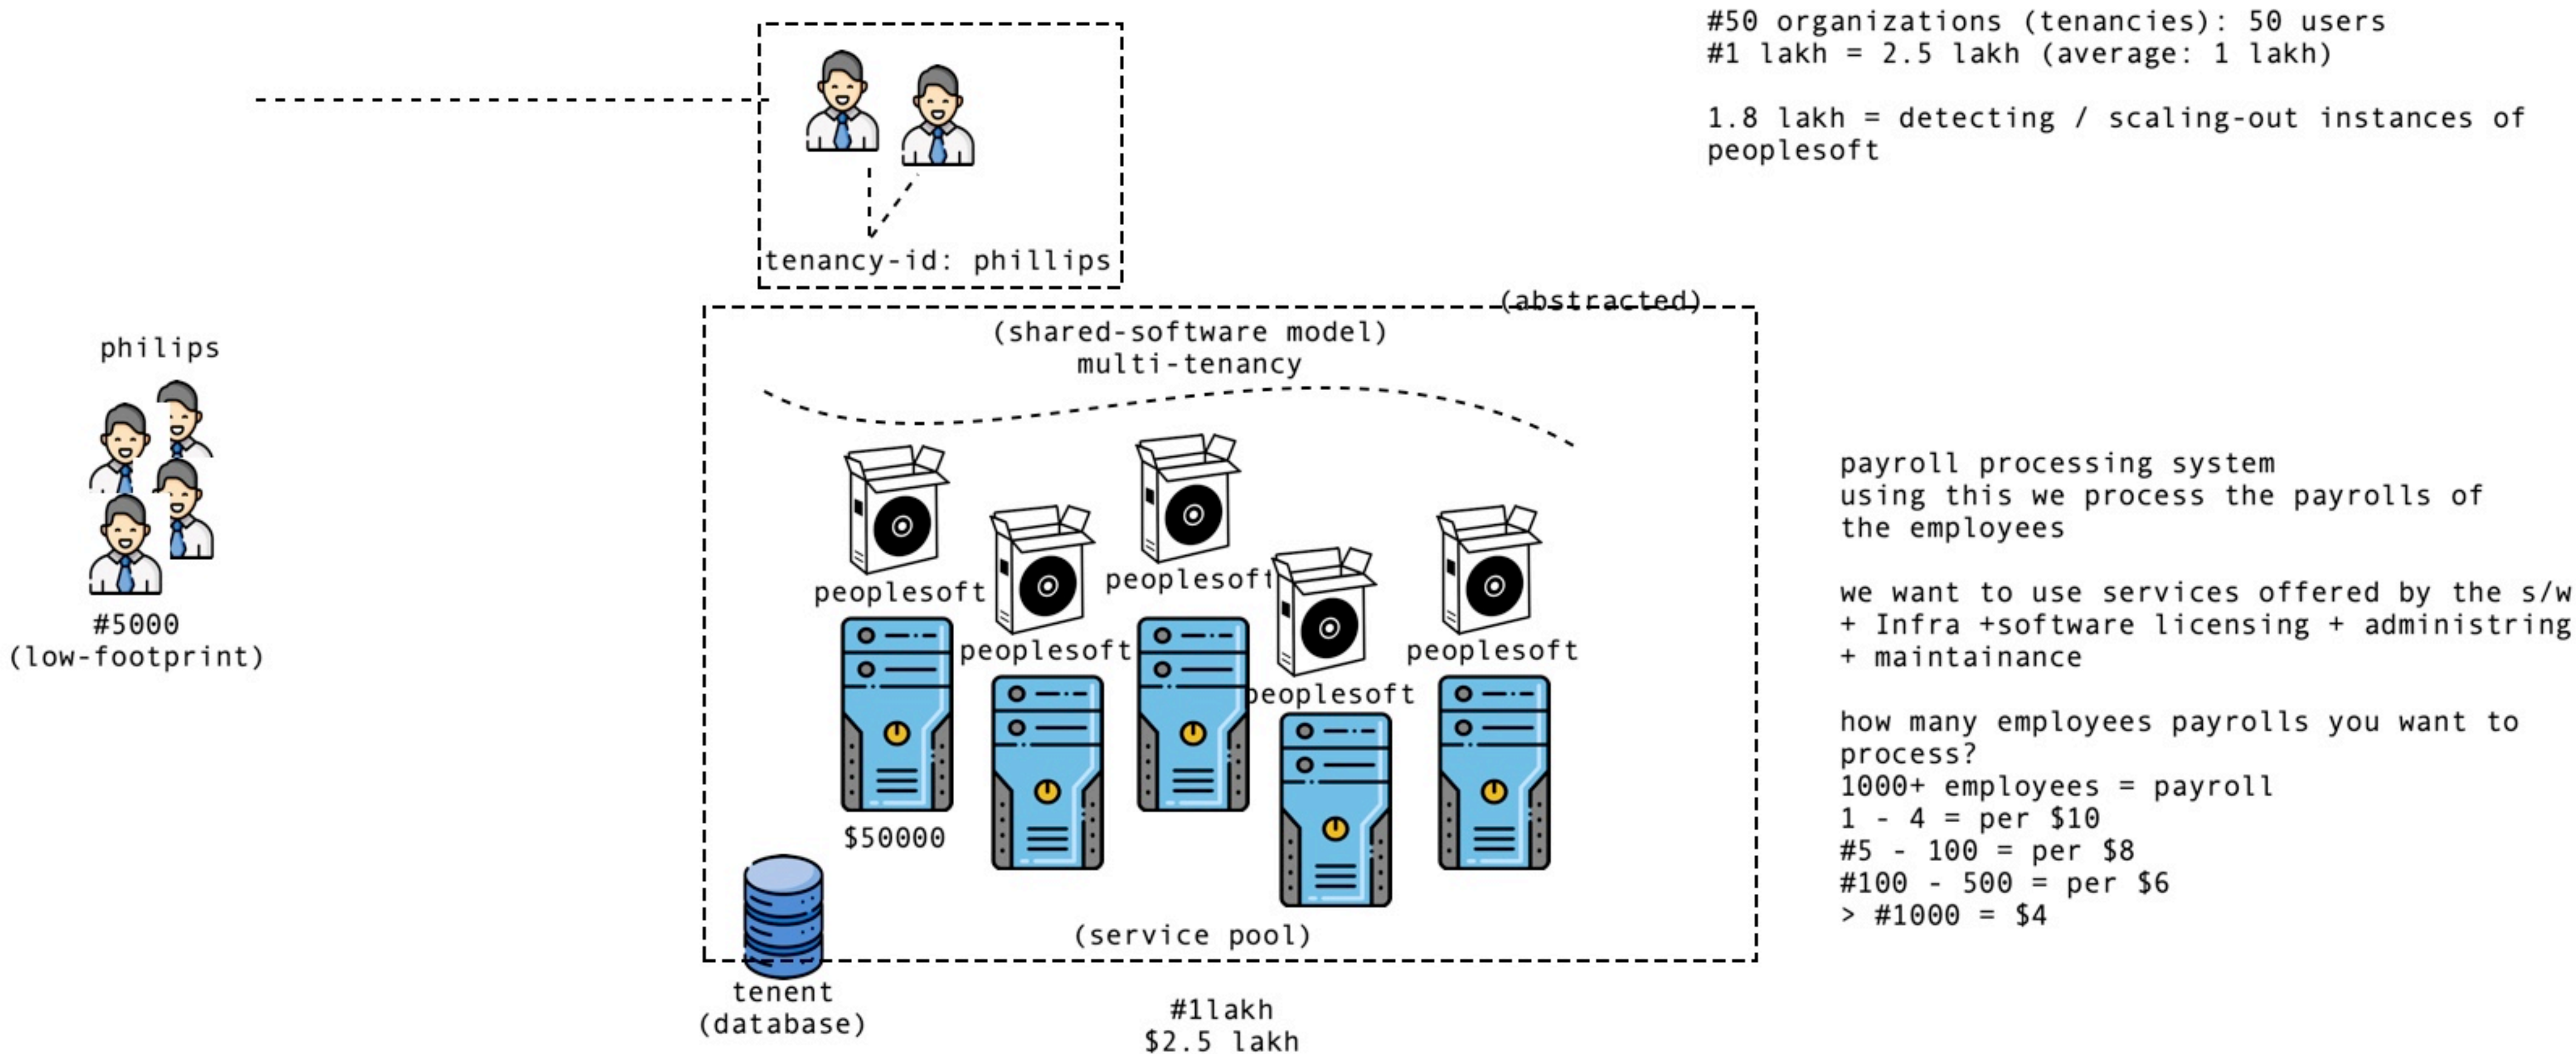 #50 organizations (tenancies): 50 users
#1 lakh = 2.5 lakh (average: 1 lakh)
1.8 lakh = detecting / scaling-out instances of
peoplesoft
tenancy-id: phillips
(abstracted)
(shared-software model)
multi-tenancy
philips
#5000
(low-footprint)
peoplesoft
peoplesoft
peoplesoft
peoplesoft
peoplesoft
$50000
(service pool)
tenent
(database)
#1lakh
$2.5 lakh
payroll processing system
using this we process the payrolls of
the employees
we want to use services offered by the s/w
+ Infra +software licensing + administring
+ maintainance
how many employees payrolls you want to
process?
1000+ employees = payroll
1 - 4 = per $10
#5 - 100 = per $8
#100 - 500 = per $6
> #1000 = $4